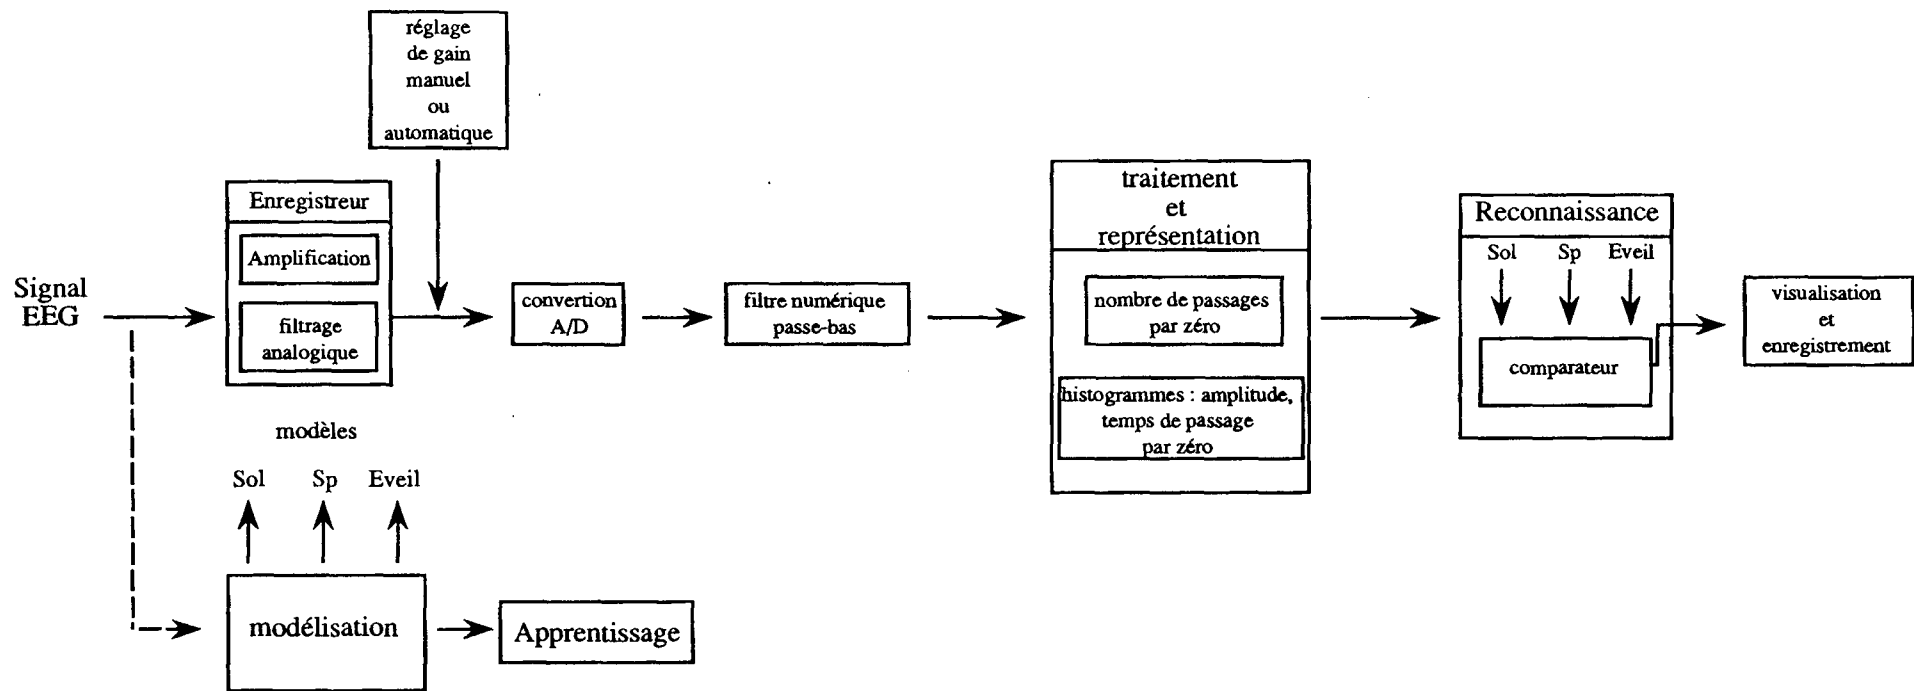 réglage
de gain
manuel
ou
automatique
Enregistreur
Amplification
filtrage
analogique
Signal
EEG
convertion
A/D
filtre numérique
passe-bas
traitement
et
représentation
nombre de passages
par zéro
histogrammes : amplitude,
temps de passage
par zéro
Reconnaissance
Sol Sp Eveil
comparateur
visualisation
et
enregistrement
modèles
Sol Sp Eveil
modélisation
Apprentissage